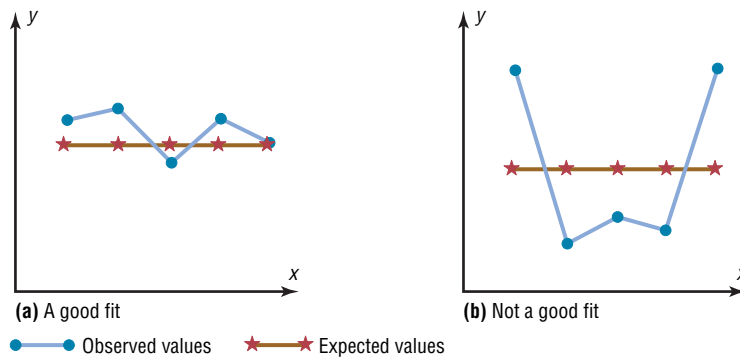 y
x
(a) A good fit
y
x
(b) Not a good fit
Observed values
Expected values